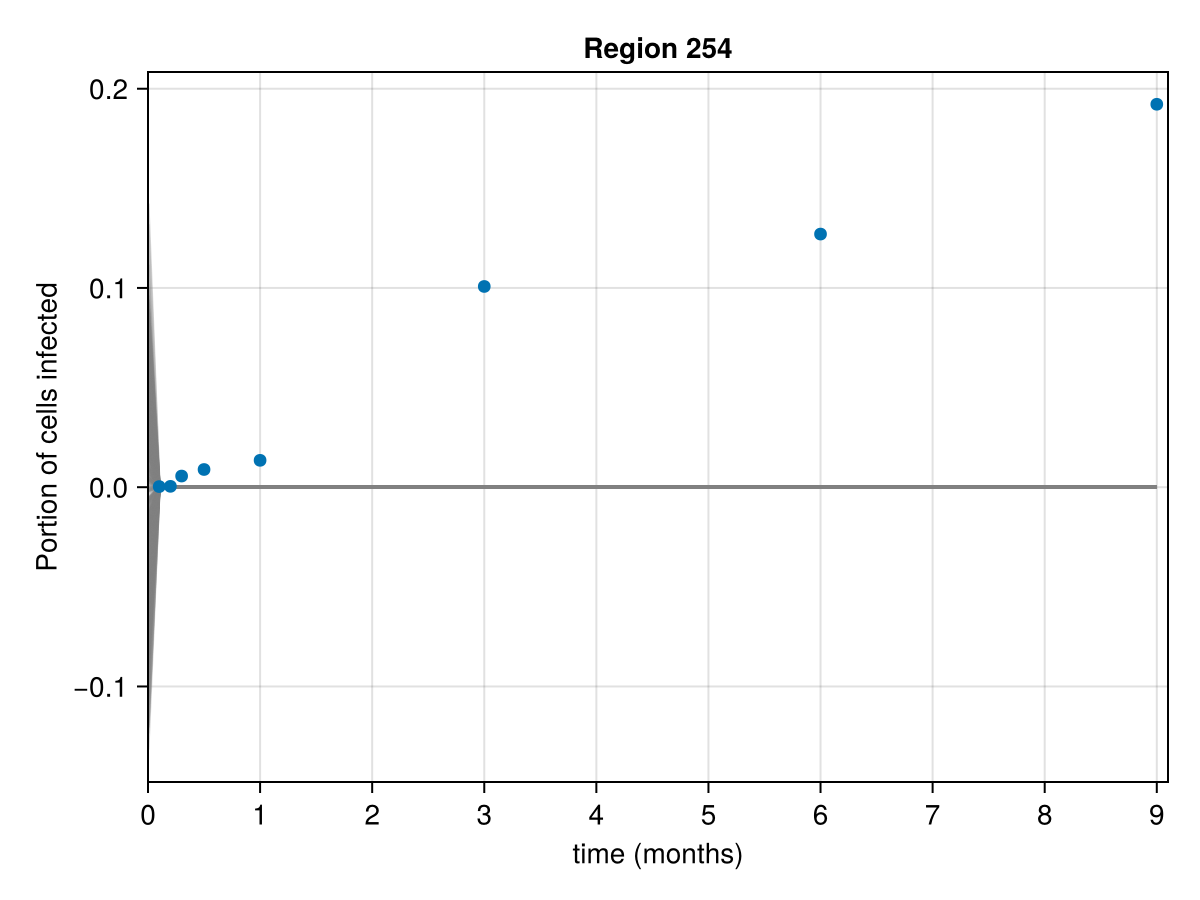 Region 254
0.2
0.1
0.0
−0.1
Portion of cells infected
0 1 2 3 4 5 6 7 8 9
time (months)